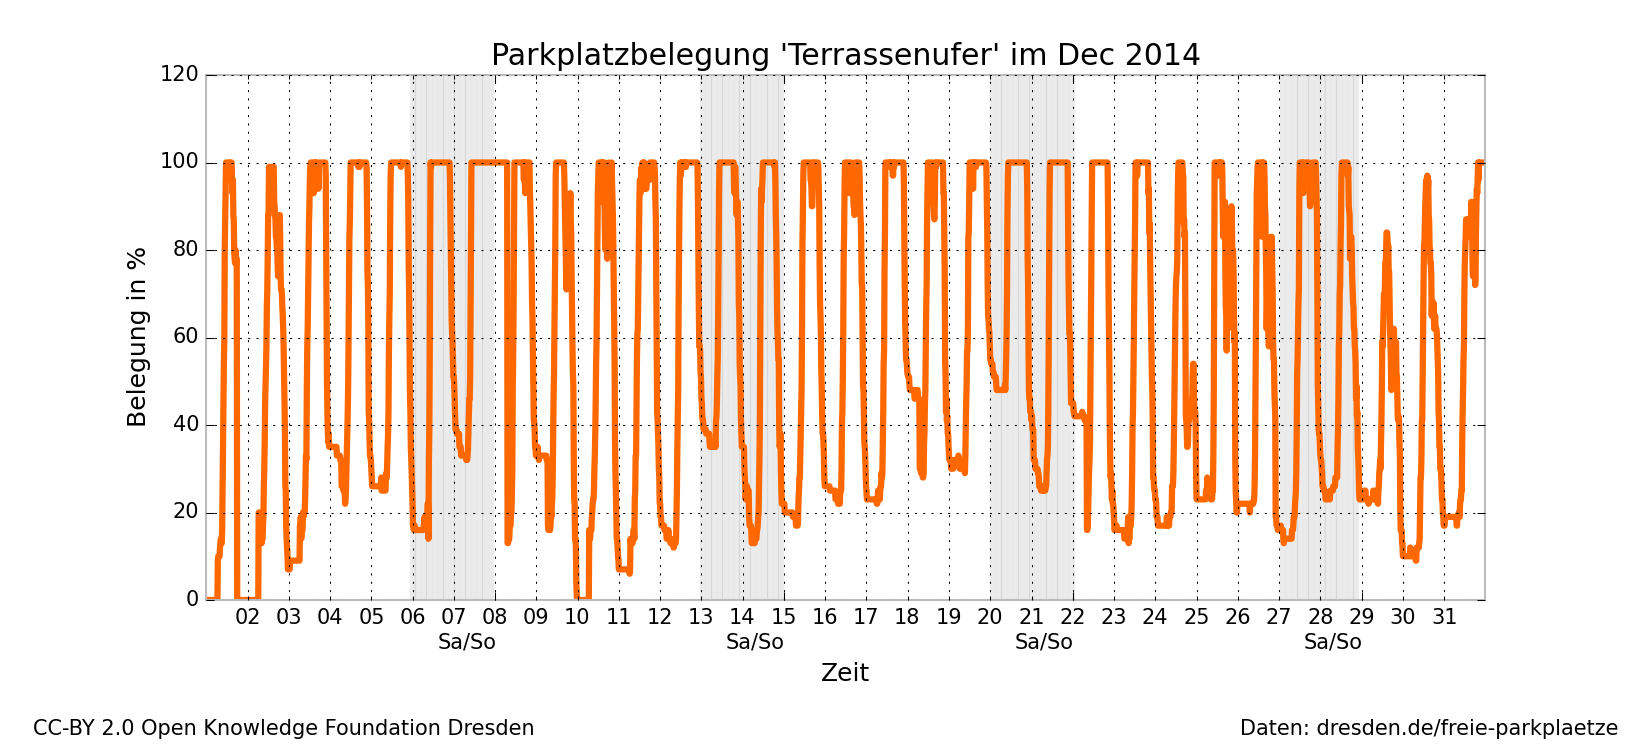 Parkplatzbelegung 'Terrassenufer' im Dec 2014
120
100
80
60
40
20
0
Belegung in %
02 03 04 05 06 07 08 09 10 11 12 13 14 15 16 17 18 19 20 21 22 23 24 25 26 27 28 29 30 31
Sa/So Sa/So Sa/So Sa/So
Zeit
CC-BY 2.0 Open Knowledge Foundation Dresden
Daten: dresden.de/freie-parkplaetze